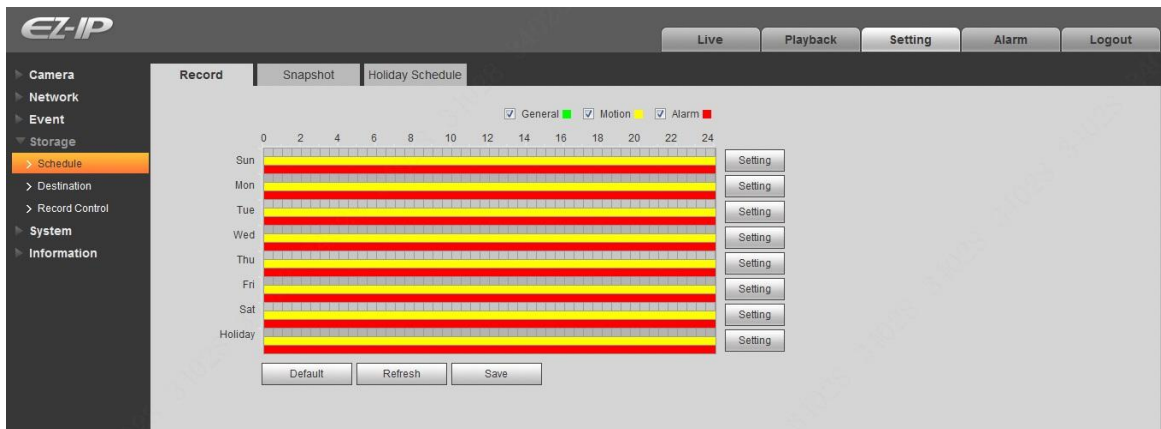 EZ-IP
Live Playback Setting Alarm Logout
Camera
Network
Event
Storage
Schedule
Destination
Record Control
System
Information
Record Snapshot Holiday Schedule
General Motion Alarm
0 2 4 6 8 10 12 14 16 18 20 22 24
Sun Setting
Mon Setting
Tue Setting
Wed Setting
Thu Setting
Fri Setting
Sat Setting
Holiday Setting
Default Refresh Save